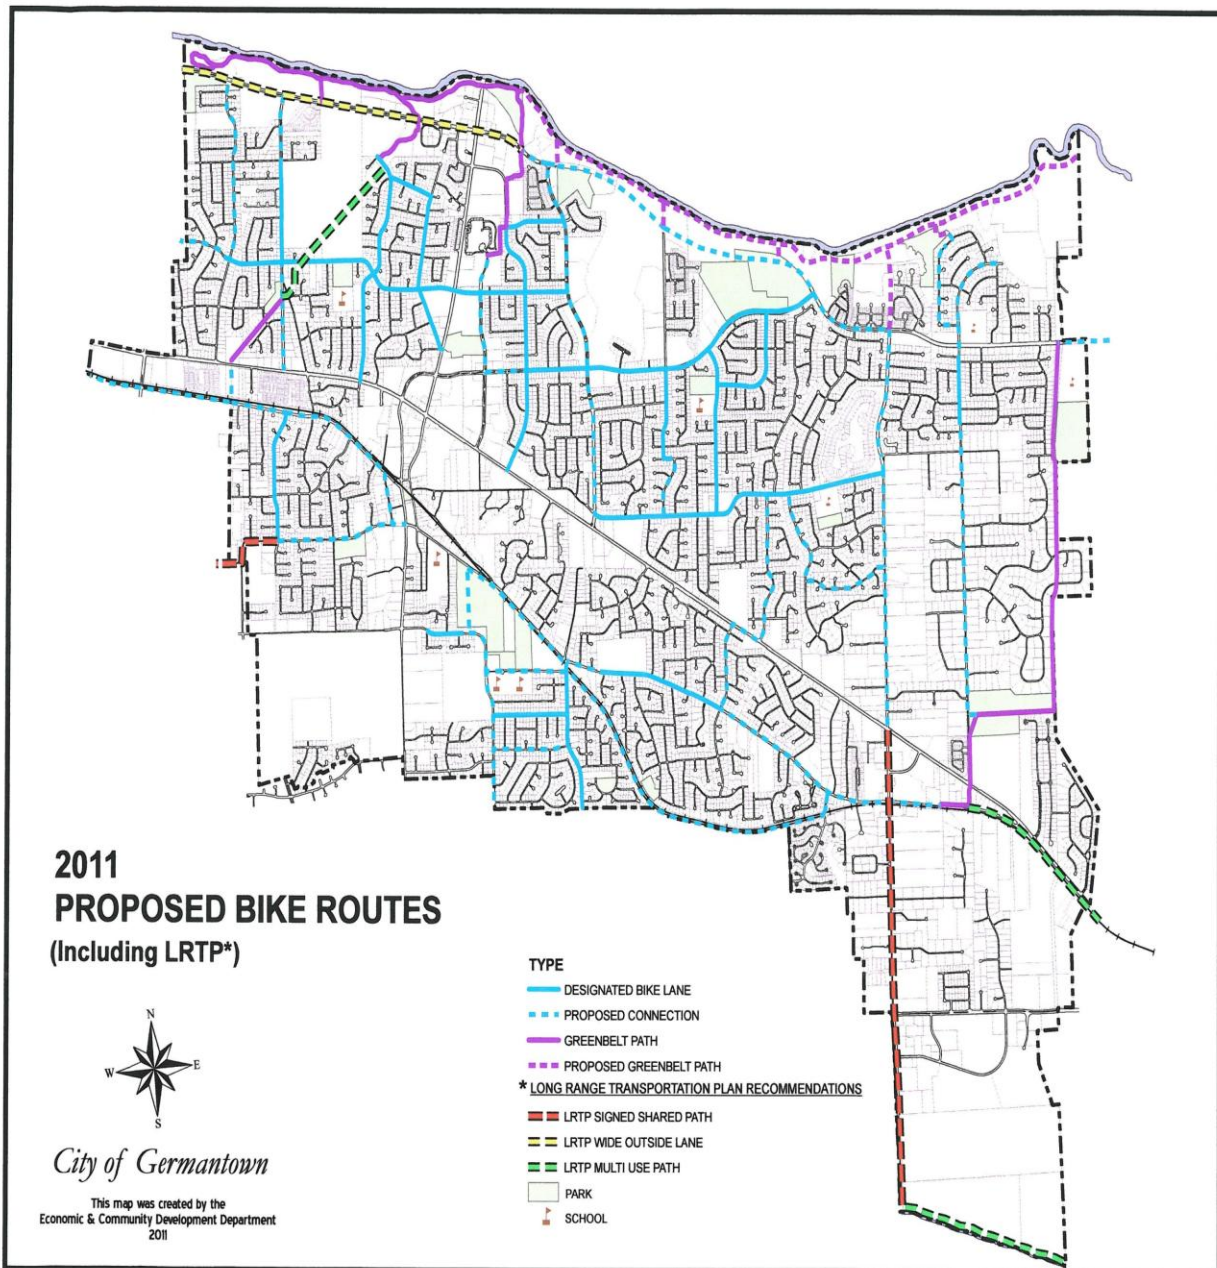 2011
PROPOSED BIKE ROUTES
(Including LRTP*)
N
W E
S
City of Germantown
This map was created by the
Economic & Community Development Department
2011
TYPE
DESIGNATED BIKE LANE
PROPOSED CONNECTION
GREENBELT PATH
PROPOSED GREENBELT PATH
* LONG RANGE TRANSPORTATION PLAN RECOMMENDATIONS
LRTP SIGNED SHARED PATH
LRTP WIDE OUTSIDE LANE
LRTP MULTI USE PATH
PARK
SCHOOL